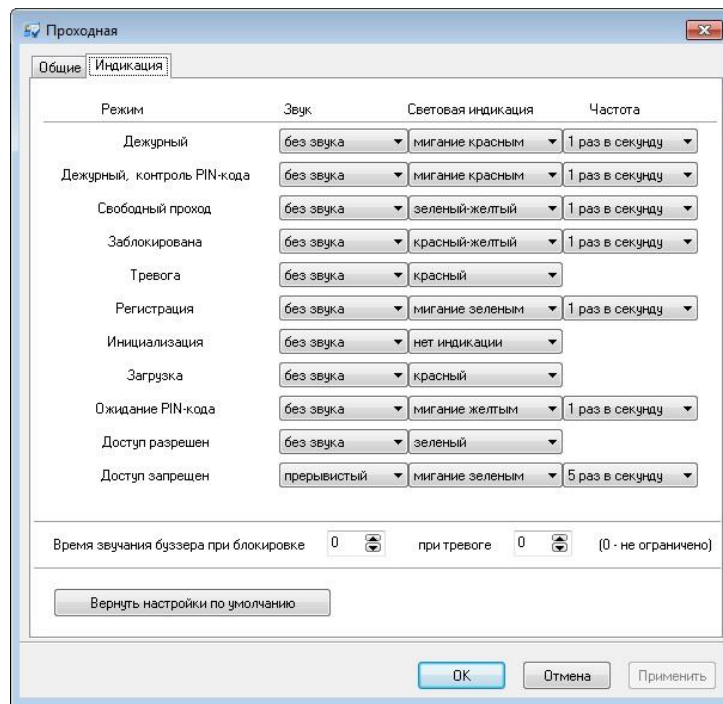 Проходная
Общие Индикация
Режим Звук Световая индикация Частота
Дежурный без звука мигание красным 1 раз в секунду
Дежурный, контроль PIN-кода без звука мигание красным 1 раз в секунду
Свободный проход без звука зеленый-желтый 1 раз в секунду
Заблокирована без звука красный-желтый 1 раз в секунду
Тревога без звука красный
Регистрация без звука мигание зеленым 1 раз в секунду
Инициализация без звука нет индикации
Загрузка без звука красный
Ожидание PIN-кода без звука мигание желтым 1 раз в секунду
Доступ разрешен без звука зеленый
Доступ запрещен прерывистый мигание зеленым 5 раз в секунду
Время звучания буззера при блокировке 0 при тревоге 0 (0 - не ограничено)
Вернуть настройки по умолчанию
OK Отмена Применить